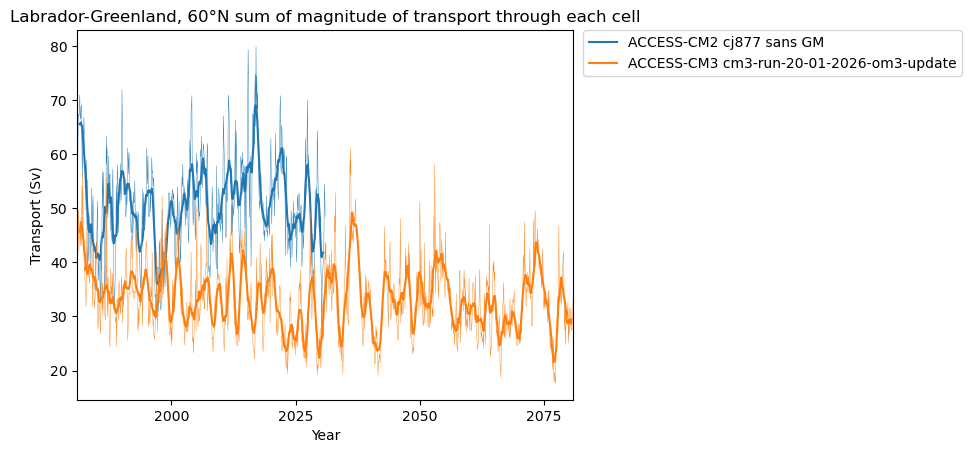 Labrador-Greenland, 60°N sum of magnitude of transport through each cell
ACCESS-CM2 cj877 sans GM
ACCESS-CM3 cm3-run-20-01-2026-om3-update
Transport (Sv)
80
70
60
50
40
30
20
2000
2025
2050
2075
Year